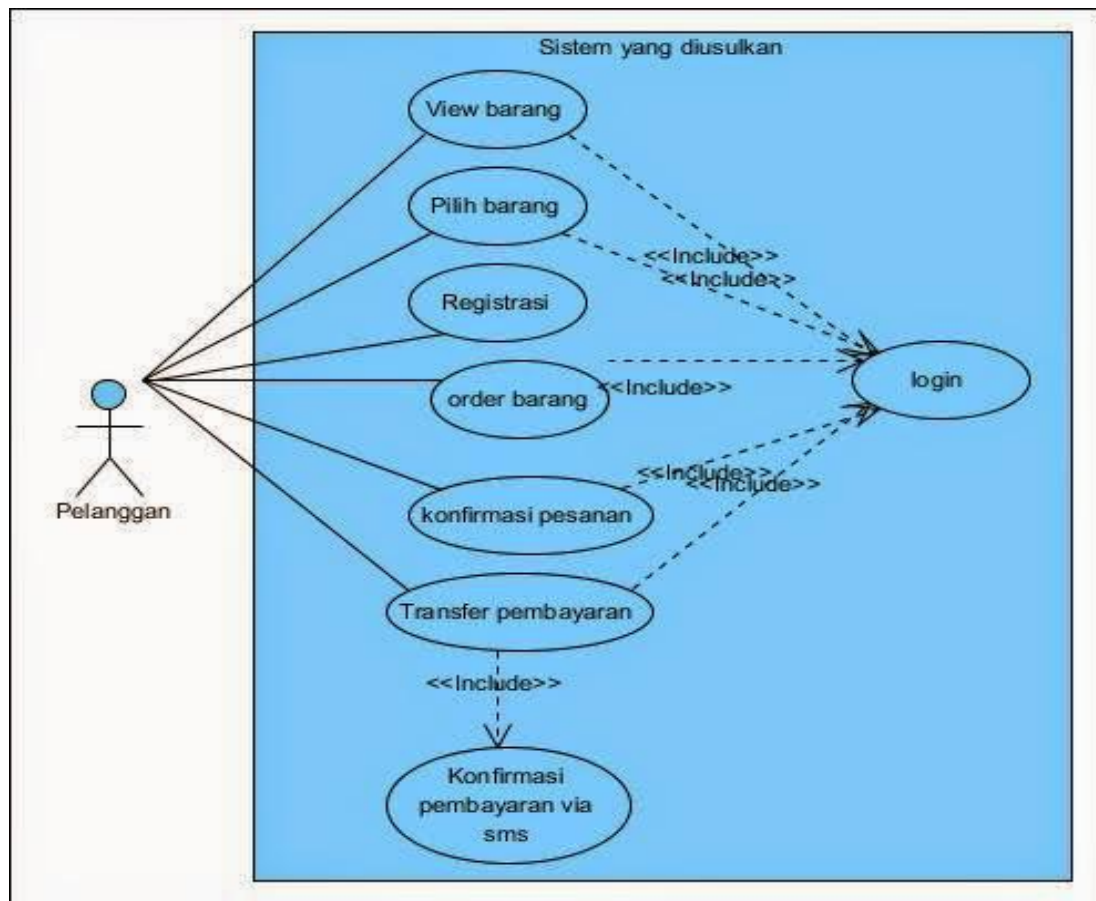 Sistem yang diusulkan
View barang
Pilih barang
<<Include>>
<<Include>>
Registrasi
login
<<Include>>
order barang
<<Include>>
<<Include>>
konfirmasi pesanan
Pelanggan
Transfer pembayaran
<<Include>>
Konfirmasi
pembayaran via
sms